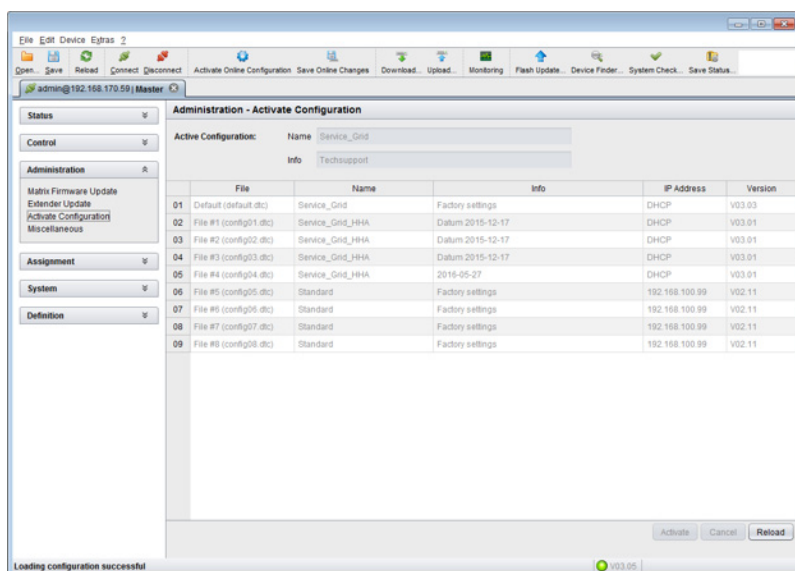 File Edit Device Extras ?
Open... Save Reload Connect Disconnect Activate Online Configuration Save Online Changes Download... Upload... Monitoring Flash Update... Device Finder... System Check... Save Status...
admin@192.168.170.59 | Master
Status
Control
Administration
Matrix Firmware Update
Extender Update
Activate Configuration
Miscellaneous
Assignment
System
Definition
Administration - Activate Configuration
Active Configuration: Name Service_Grid
Info Techsupport
File Name Info IP Address Version
01 Default (default.dtc) Service_Grid Factory settings DHCP V03.03
02 File #1 (config01.dtc) Service_Grid_HHA Datum 2015-12-17 DHCP V03.01
03 File #2 (config02.dtc) Service_Grid_HHA Datum 2015-12-17 DHCP V03.01
04 File #3 (config03.dtc) Service_Grid_HHA Datum 2015-12-17 DHCP V03.01
05 File #4 (config04.dtc) Service_Grid_HHA 2016-05-27 DHCP V03.01
06 File #5 (config05.dtc) Standard Factory settings 192.168.100.99 V02.11
07 File #6 (config06.dtc) Standard Factory settings 192.168.100.99 V02.11
08 File #7 (config07.dtc) Standard Factory settings 192.168.100.99 V02.11
09 File #8 (config08.dtc) Standard Factory settings 192.168.100.99 V02.11
Activate Cancel Reload
Loading configuration successful V03.05